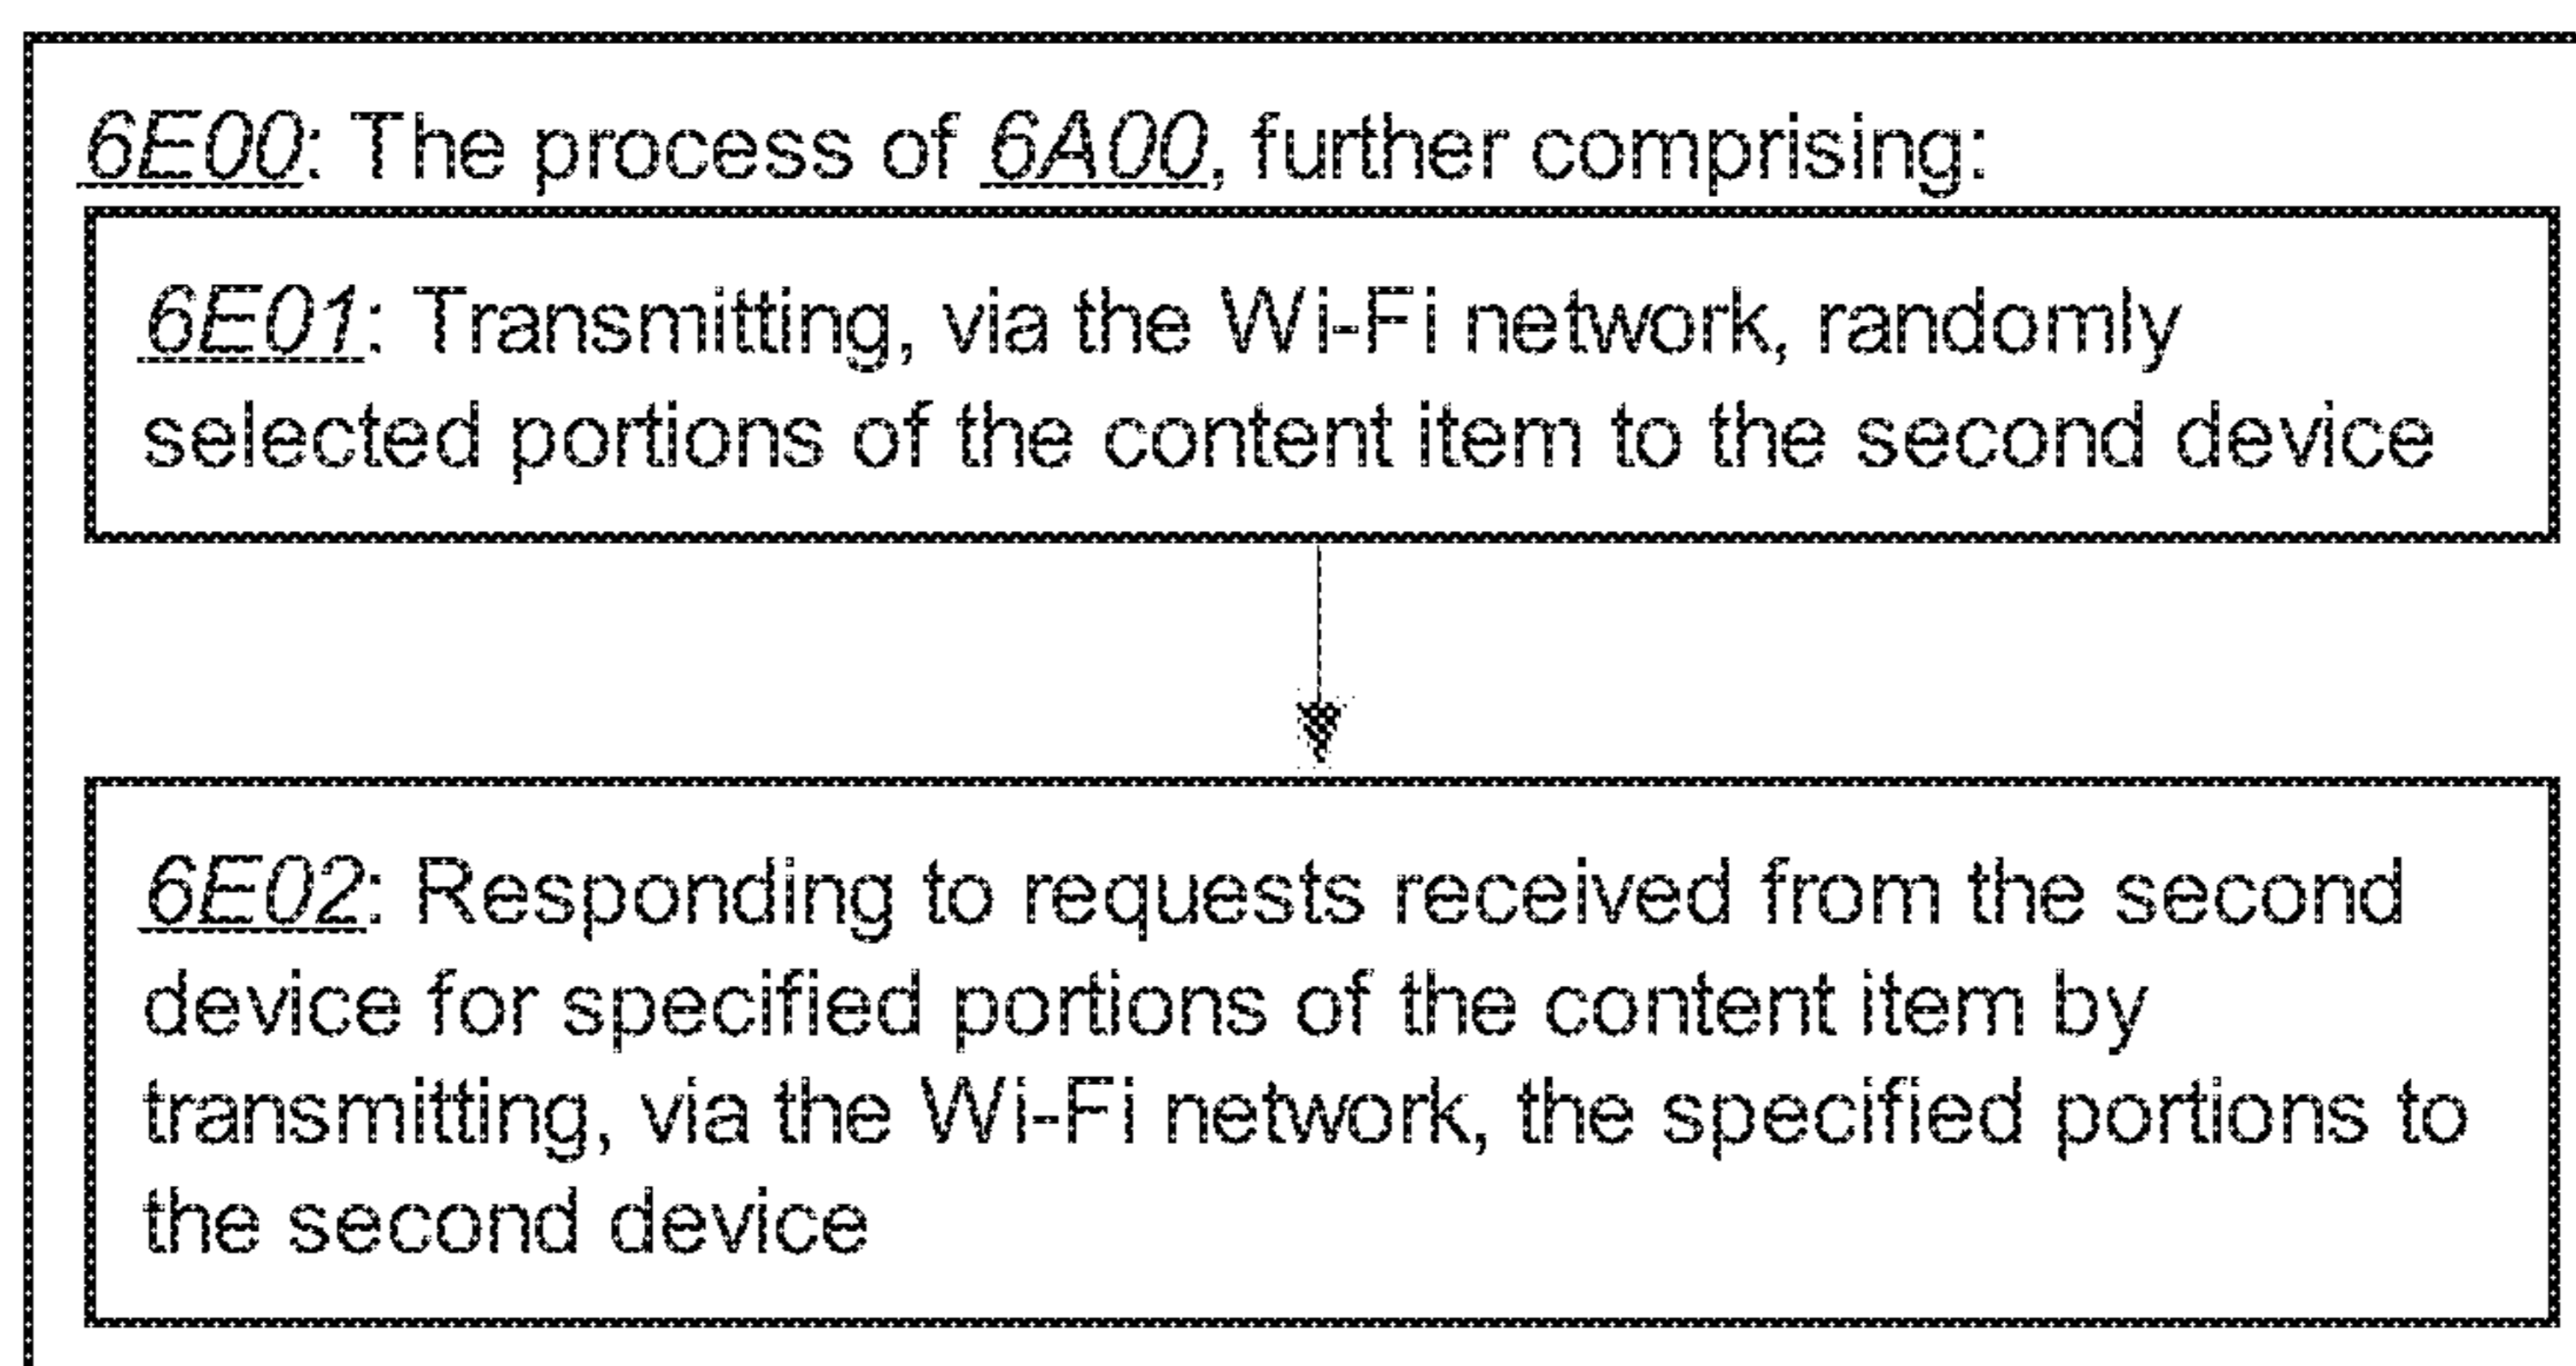 6E00: The process of 6A00, further comprising:
6E01: Transmitting, via the Wi-Fi network, randomly
selected portions of the content item to the second device
6E02: Responding to requests received from the second
device for specified portions of the content item by
transmitting, via the Wi-Fi network, the specified portions to
the second device